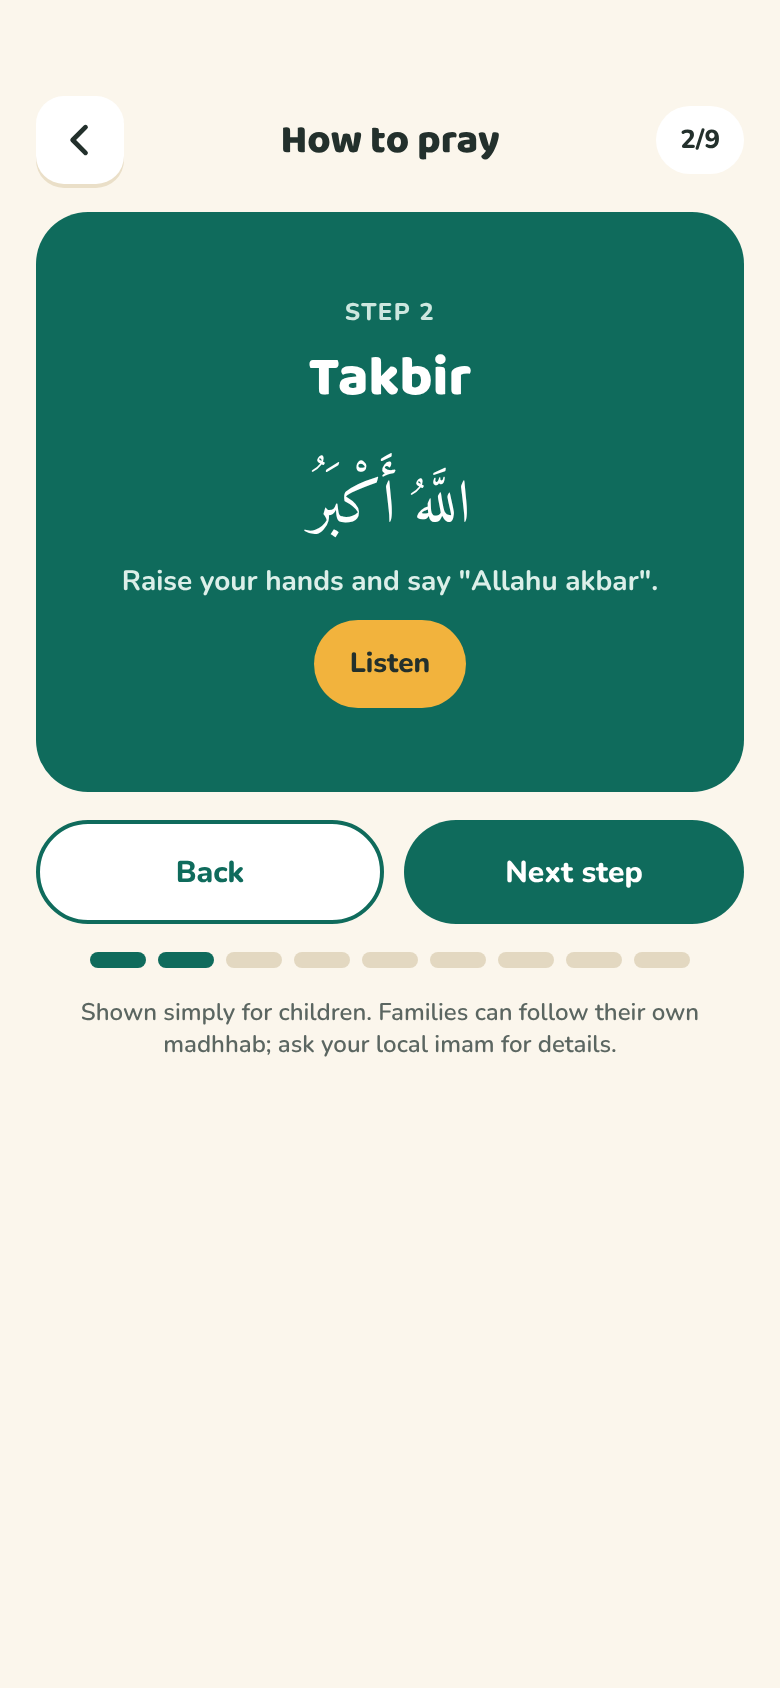 How to pray
2/9
STEP 2
Takbir
اللَّهُ أَكْبَرُ
Raise your hands and say "Allahu akbar".
Listen
Back
Next step
Shown simply for children. Families can follow their own
madhhab; ask your local imam for details.